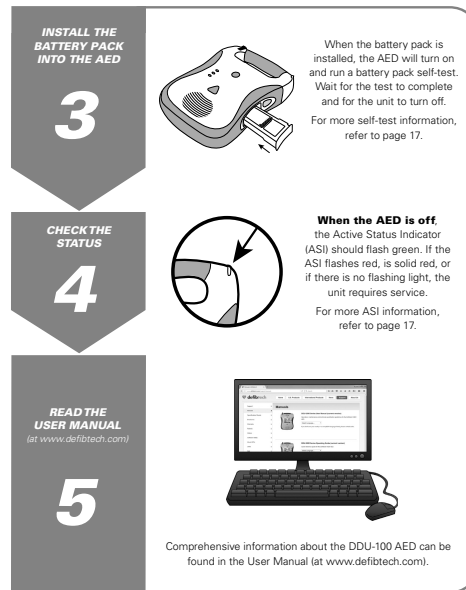 INSTALL THE
BATTERY PACK
INTO THE AED
3
When the battery pack is
installed, the AED will turn on
and run a battery pack self-test.
Wait for the test to complete
and for the unit to turn off.
For more self-test information,
refer to page 17.
CHECK THE
STATUS
4
When the AED is off,
the Active Status Indicator
(ASI) should flash green. If the
ASI flashes red, is solid red, or
if there is no flashing light, the
unit requires service.
For more ASI information,
refer to page 17.
READ THE
USER MANUAL
(at www.defibtech.com)
5
defibtech
Manuals
Comprehensive information about the DDU-100 AED can be
found in the User Manual (at www.defibtech.com).